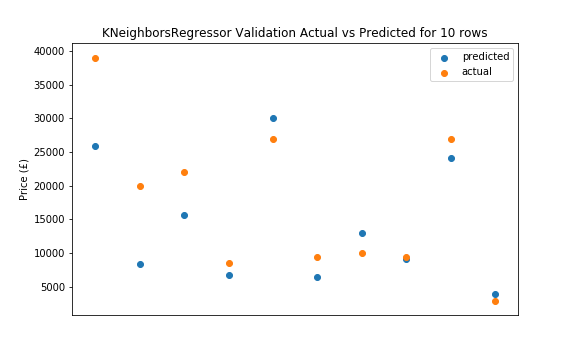 KNeighborsRegressor Validation Actual vs Predicted for 10 rows
40000
35000
30000
25000
20000
15000
10000
5000
Price (£)
predicted
actual